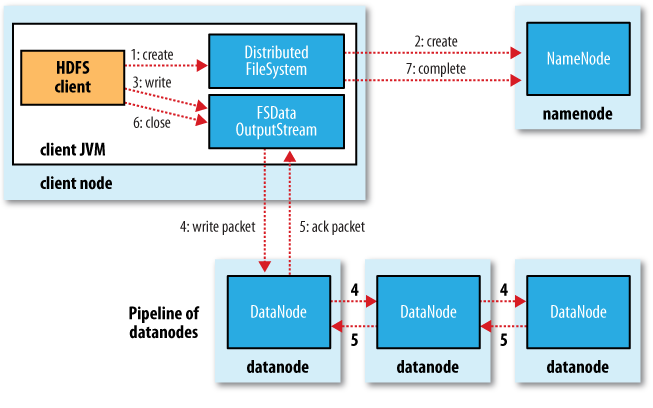 HDFS
client
1: create
Distributed
FileSystem
2: create
7: complete
NameNode
namenode
3: write
6: close
FSData
OutputStream
client JVM
client node
4: write packet
5: ack packet
Pipeline of
datanodes
DataNode
4
5
DataNode
4
5
DataNode
datanode
datanode
datanode